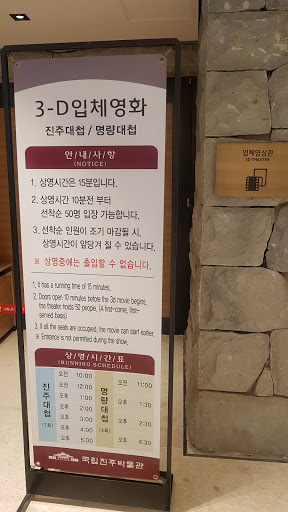 3-D입체영화
진주대첩 / 명량대첩
안/내/사/항
(NOTICE)
1. 상영시간은 15분입니다.
2. 상영시간 10분전 부터
선착순 50명 입장 가능합니다.
3. 선착순 인원이 조기 마감될 시,
상영시간이 앞당겨 질 수 있습니다.
※ 상영중에는 출입할 수 없습니다.
1. It has a running time of 15 minutes.
2. Doors open 10 minutes before the 3d movie begins,
the theater holds 50 people. (A first-come, first-
served basis)
3. If all the seats are occupied, the movie can start earlier.
※ Entrance is not permitted during the show.
상/영/시/간/표
(RUNNING SCHEDULE)
진주대첩
(7회)
오전 10:00
오전 12:00
오후 1:00
오후 2:00
오후 3:00
오후 4:00
오후 5:00
명량대첩
(4회)
오전 11:00
오후 1:30
오후 2:30
오후 4:30
국립진주박물관
입체영상관
3D THEATER